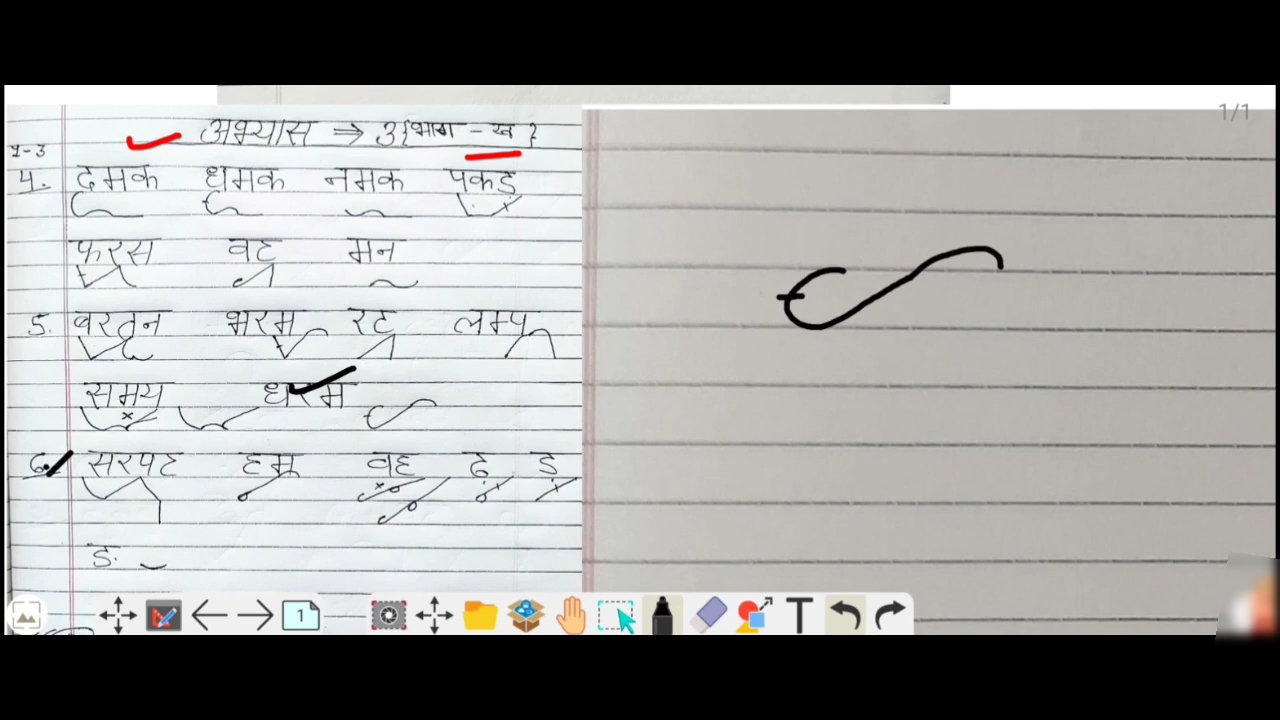 1/1
अभ्यास ⇒ 3{भाग - ख}
प-3
4. दमक धमक नमक पकड़
फरस वट मन
5. बरतन भरम रट लम्प
समय धरम
6. सरपट हम वह ढ़ ड़
ङ.
1
T